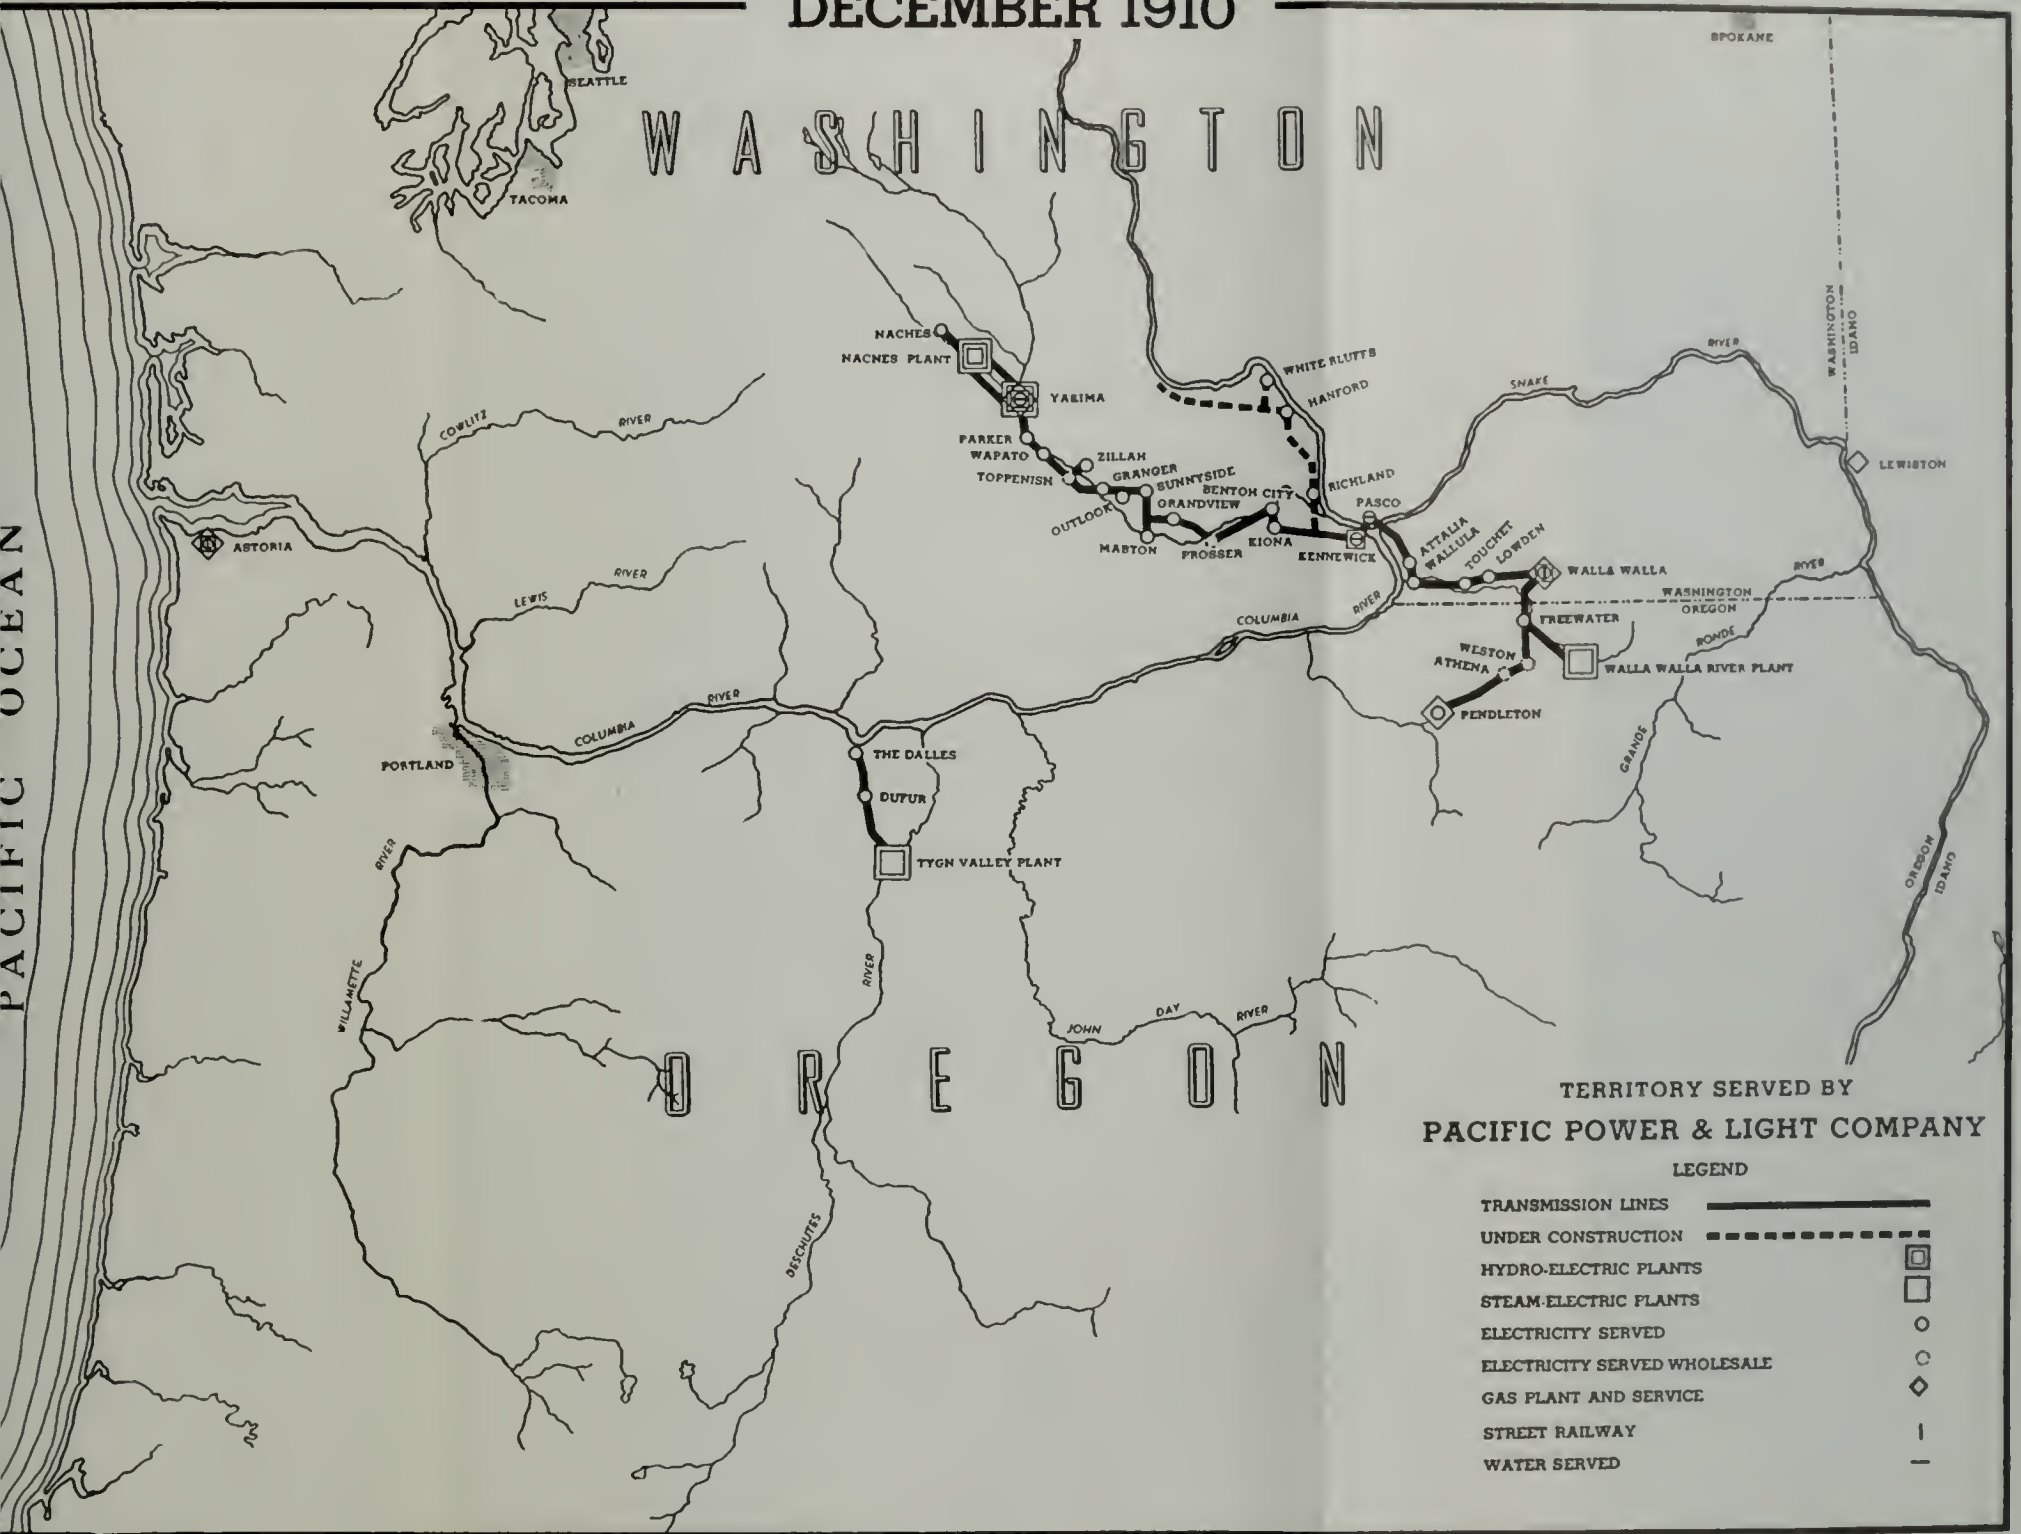 DECEMBER 1910
SPOKANE
SEATTLE
WASHINGTON
TACOMA
WASHINGTON
IDAHO
NACHES
NACHES PLANT
YAKIMA
WHITE BLUFFS
HANFORD
SNAKE
RIVER
COWLITZ
RIVER
PARKER
WAPATO
ZILLAH
TOPPENISH
GRANGER
SUNNYSIDE
BENTON CITY
RICHLAND
LEWISTON
OUTLOOK
GRANDVIEW
PASCO
MABTON
PROSSER
KIONA
KENNEWICK
ATTALIA
WALLULA
TOUCHET
LOWDEN
WALLA WALLA
ASTORIA
LEWIS
RIVER
RIVER
WASHINGTON
OREGON
COLUMBIA
RIVER
FREEWATER
RONDE
WESTON
ATHENA
WALLA WALLA RIVER PLANT
PENDLETON
GRANDE
COLUMBIA
RIVER
PORTLAND
THE DALLES
DUFUR
TYGN VALLEY PLANT
RIVER
WILLAMETTE
RIVER
JOHN
DAY
RIVER
OREGON
IDAHO
PACIFIC OCEAN
OREGON
DESCHUTES
TERRITORY SERVED BY
PACIFIC POWER & LIGHT COMPANY
LEGEND
TRANSMISSION LINES
UNDER CONSTRUCTION
HYDRO-ELECTRIC PLANTS
STEAM-ELECTRIC PLANTS
ELECTRICITY SERVED
ELECTRICITY SERVED WHOLESALE
GAS PLANT AND SERVICE
STREET RAILWAY
WATER SERVED